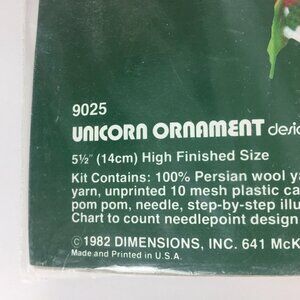 9025
UNICORN ORNAMENT
5½" (14cm) High Finished Size
Kit Contains: 100% Persian wool
yarn, unprinted 10 mesh plastic
pom pom, needle, step-by-step
Chart to count needlepoint design
© 1982 DIMENSIONS, INC. 641
Made and Printed in U.S.A.